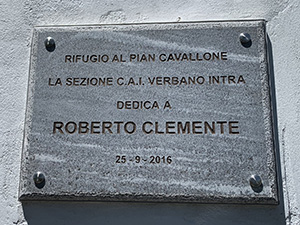 RIFUGIO AL PIAN CAVALLONE
LA SEZIONE C.A.I. VERBANO INTRA
DEDICA A
ROBERTO CLEMENTE
25-9-2016